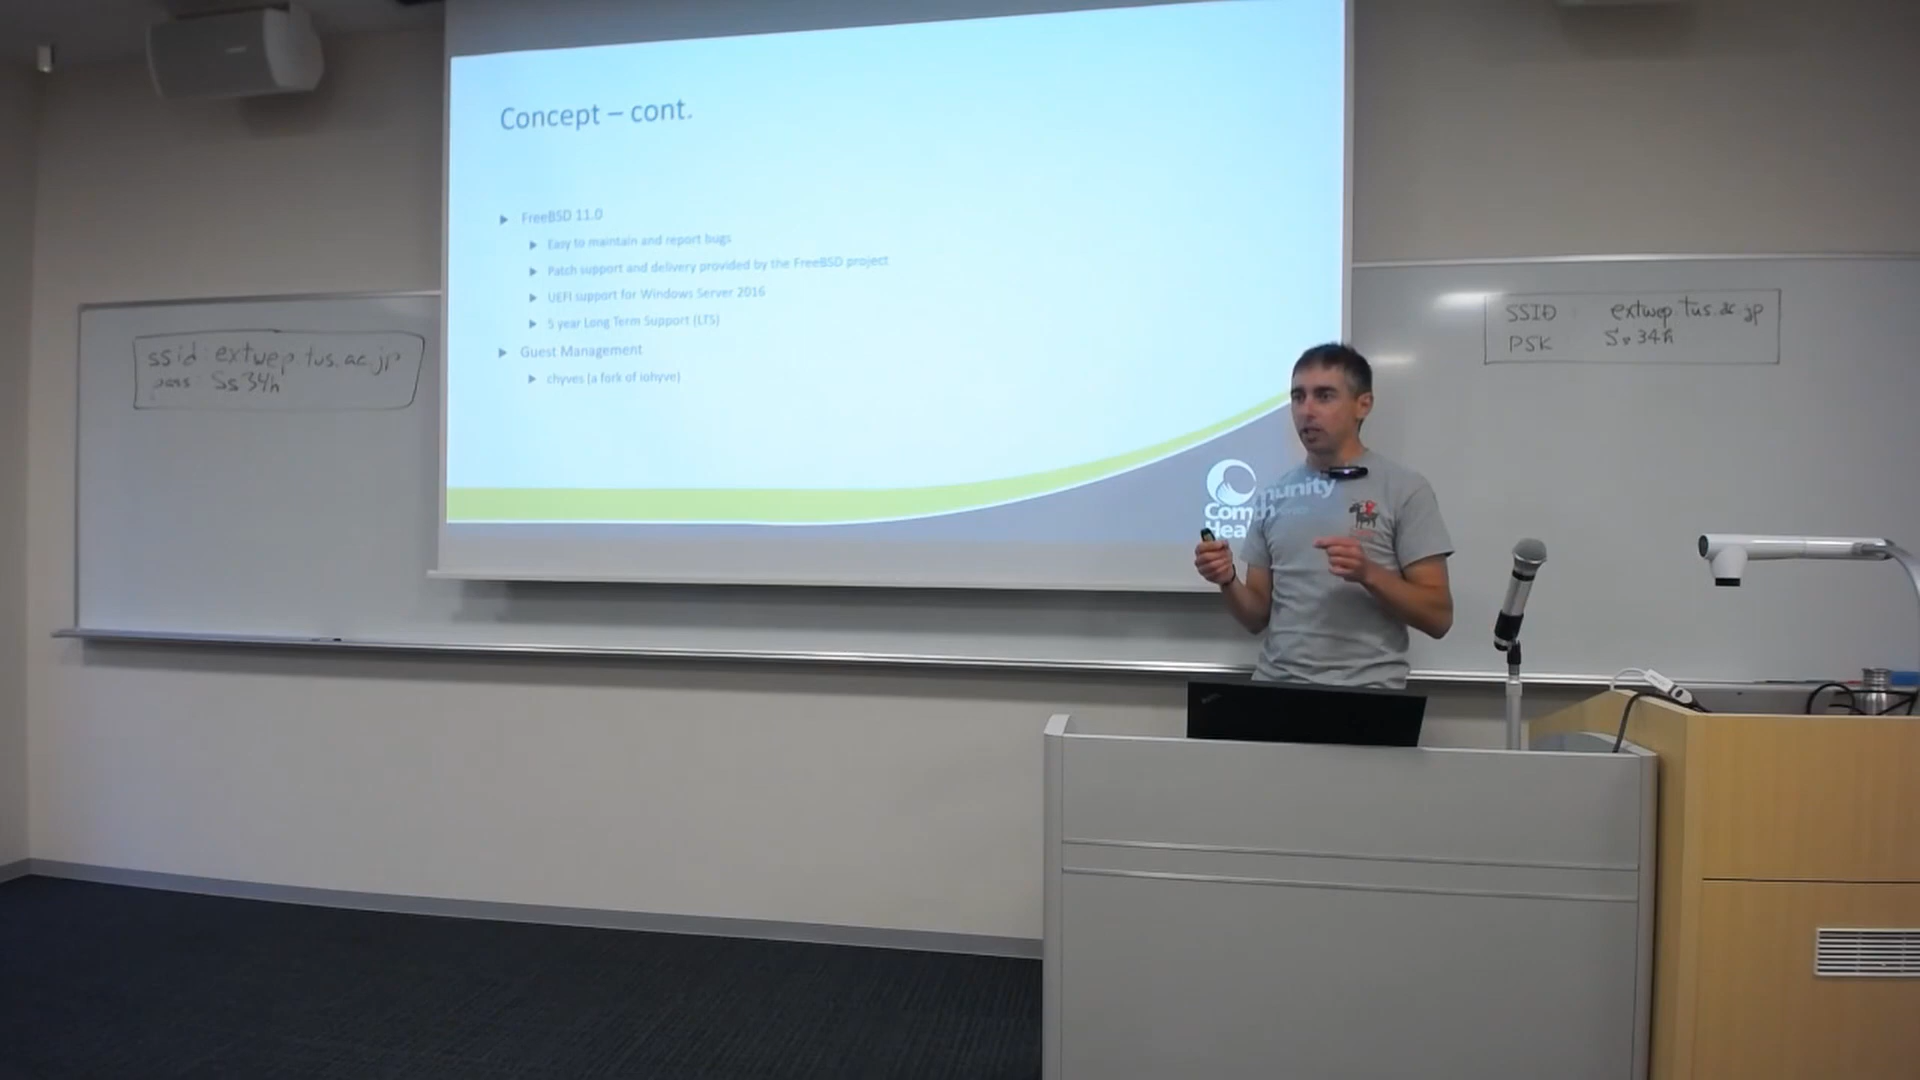 Concept – cont.
FreeBSD 11.0
Easy to maintain and report bugs
Patch support and delivery provided by the FreeBSD project
UEFI support for Windows Server 2016
5 year Long Term Support (LTS)
Guest Management
chyves (a fork of iohyve)
ssid: extwep.tus.ac.jp
pass: Ss34h
SSID extwep.tus.ac.jp
PSK Ss34h
Community
Health